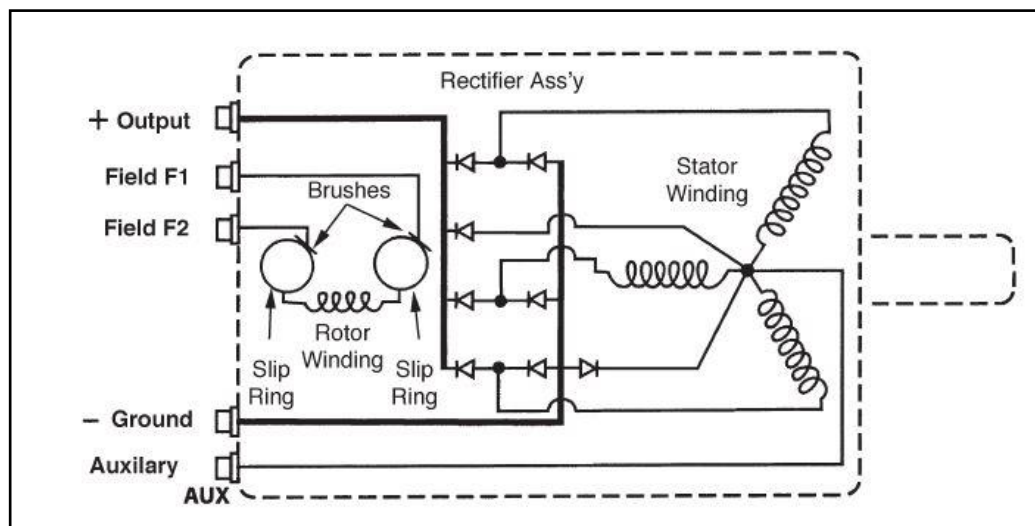 Rectifier Ass'y
+ Output
Field F1
Field F2
Brushes
Stator
Winding
Rotor
Winding
Slip
Ring
Slip
Ring
− Ground
Auxilary
AUX